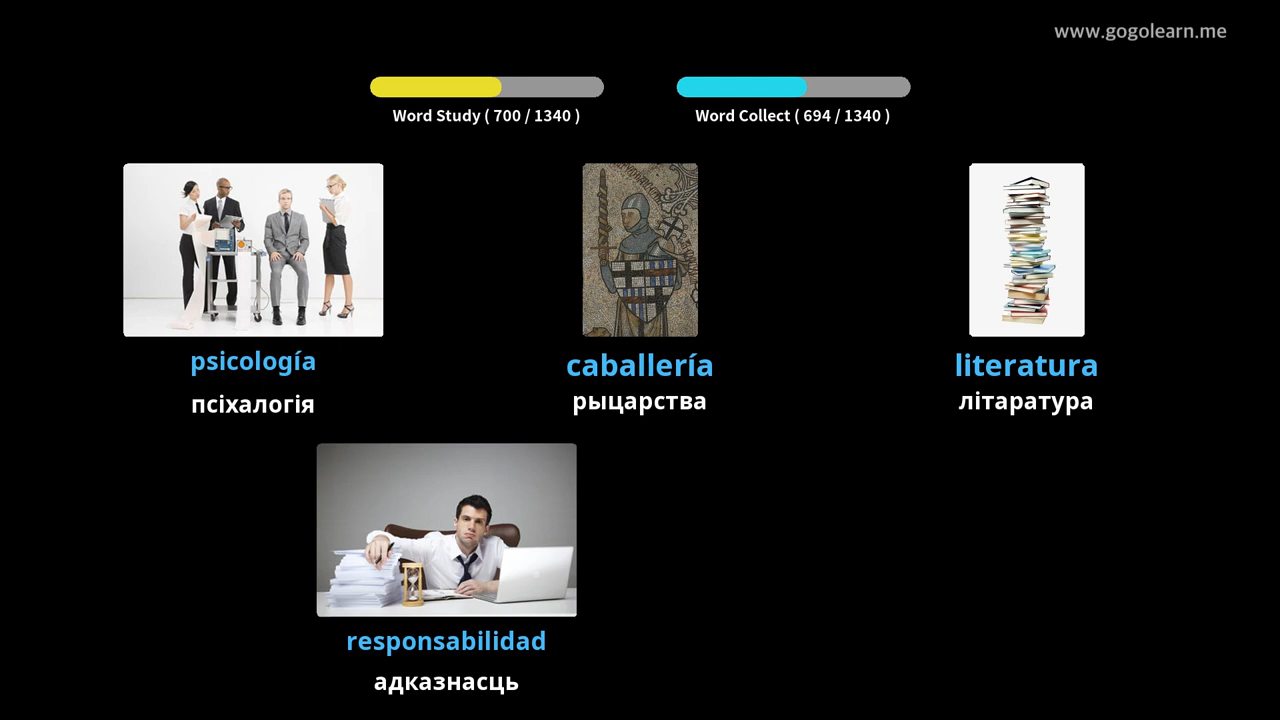 www.gogolearn.me
Word Study ( 700 / 1340 )
Word Collect ( 694 / 1340 )
psicología
псіхалогія
caballería
рыцарства
literatura
літаратура
responsabilidad
адказнасць